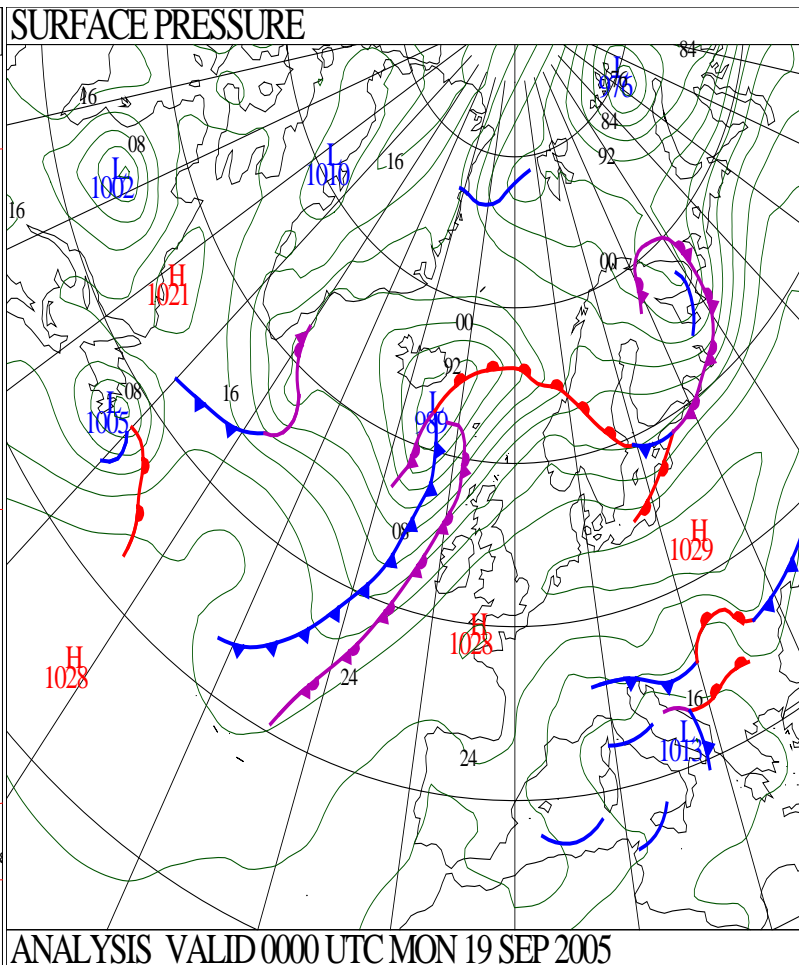 SURFACE PRESSURE
84
L
976
16
84
08
L
1010
16
92
L
1002
16
H
1021
00
00
92
16
08
L
1005
L
989
08
H
1029
H
1028
H
1028
24
16
L
1013
24
ANALYSIS VALID 0000 UTC MON 19 SEP 2005